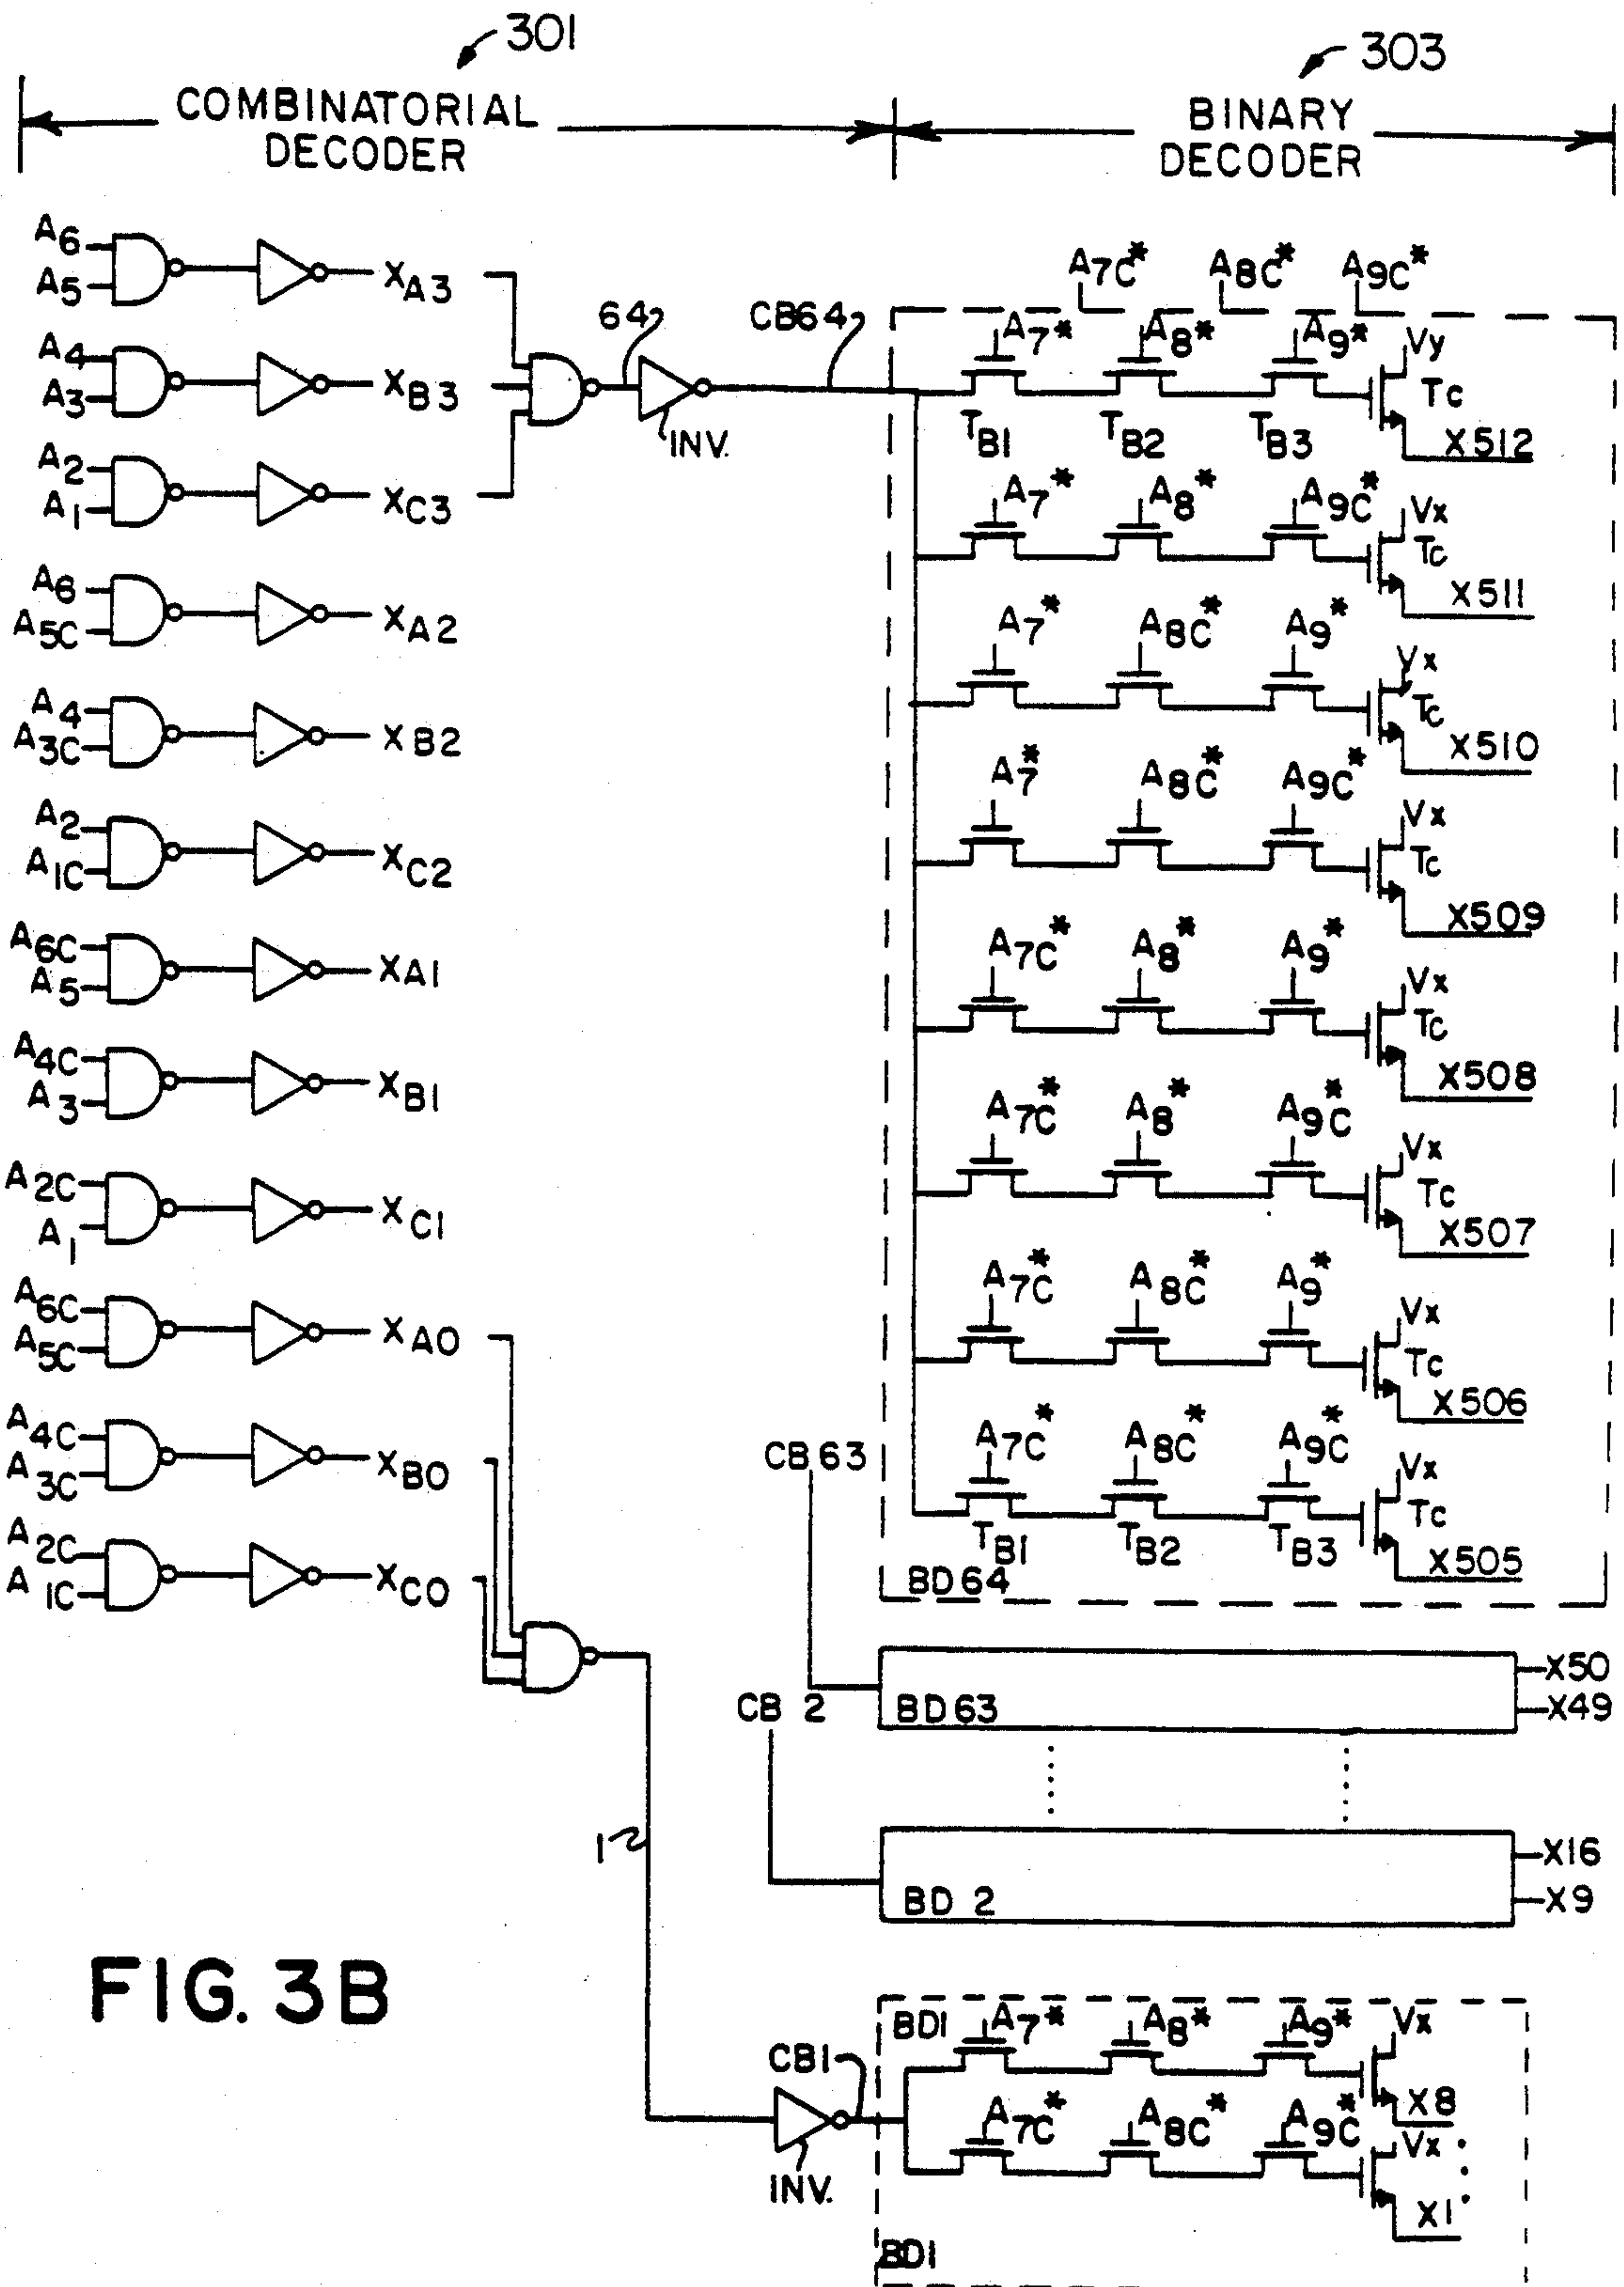 301
303
COMBINATORIAL
DECODER
BINARY
DECODER
A6
A5
XA3
A4
A3
XB3
A2
A1
XC3
A6
A5C
XA2
A4
A3C
XB2
A2
A1C
XC2
A6C
A5
XA1
A4C
A3
XB1
A2C
A1
XC1
A6C
A5C
XA0
A4C
A3C
XB0
A2C
A1C
XC0
64
INV.
CB64
A7C* A8C* A9C*
A7* A8* A9* Vy
TB1 TB2 TB3 Tc
X512
A7* A8* A9C* Vx
Tc
X511
A7* A8C* A9* Vx
Tc
X510
A7* A8C* A9C* Vx
Tc
X509
A7C* A8* A9* Vx
Tc
X508
A7C* A8* A9C* Vx
Tc
X507
A7C* A8C* A9* Vx
Tc
X506
A7C* A8C* A9C* Vx
TB1 TB2 TB3 Tc
X505
BD64
CB63
BD63
X50
X49
CB 2
BD 2
X16
X9
1
INV.
CB1
BD1
A7* A8* A9* Vx
X8
A7C* A8C* A9C* Vx
X1
BD1
FIG. 3B